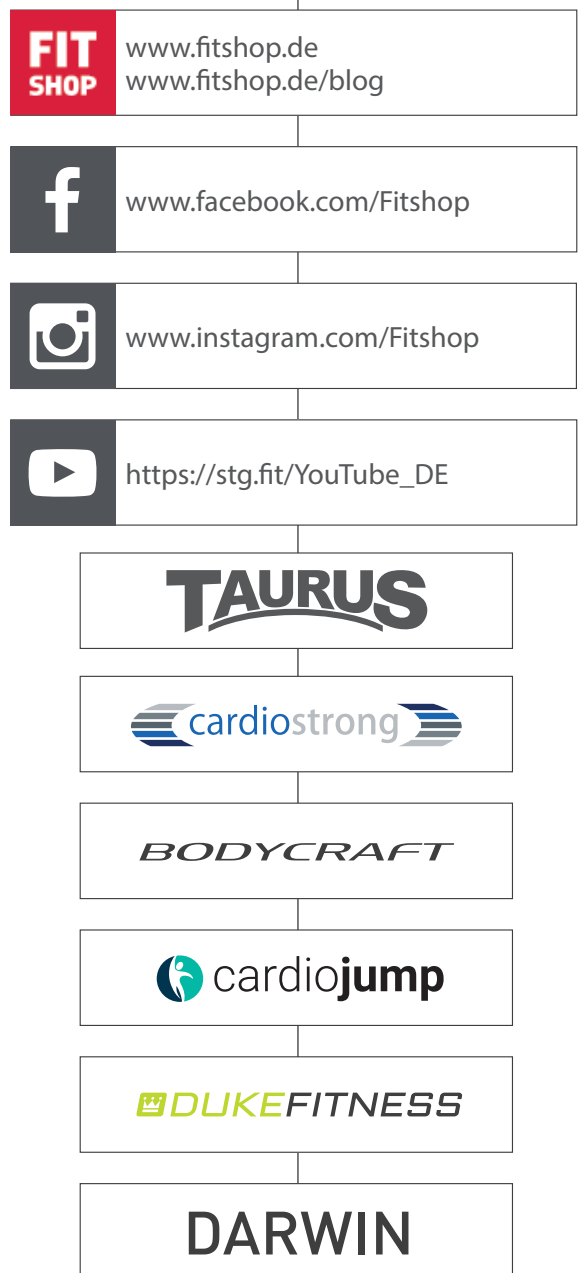 FIT
SHOP
www.fitshop.de
www.fitshop.de/blog
f
www.facebook.com/Fitshop
www.instagram.com/Fitshop
https://stg.fit/YouTube_DE
TAURUS
cardiostrong
BODYCRAFT
cardiojump
DUKEFITNESS
DARWIN